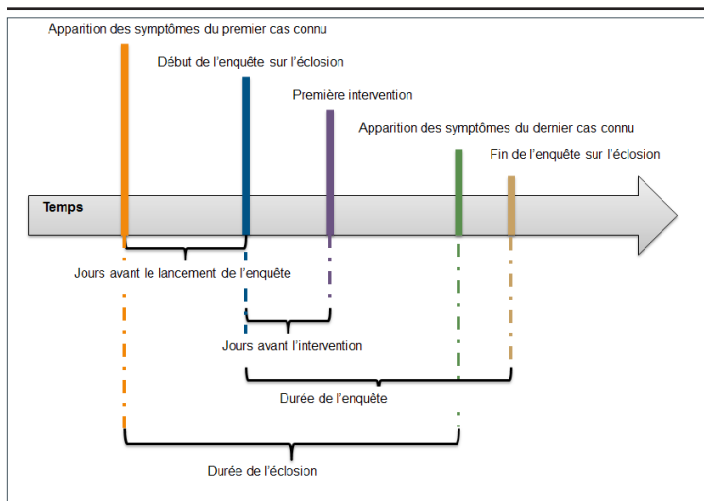 Apparition des symptômes du premier cas connu
Début de l'enquête sur l'éclosion
Première intervention
Apparition des symptômes du dernier cas connu
Fin de l'enquête sur l'éclosion
Temps
Jours avant le lancement de l'enquête
Jours avant l'intervention
Durée de l'enquête
Durée de l'éclosion